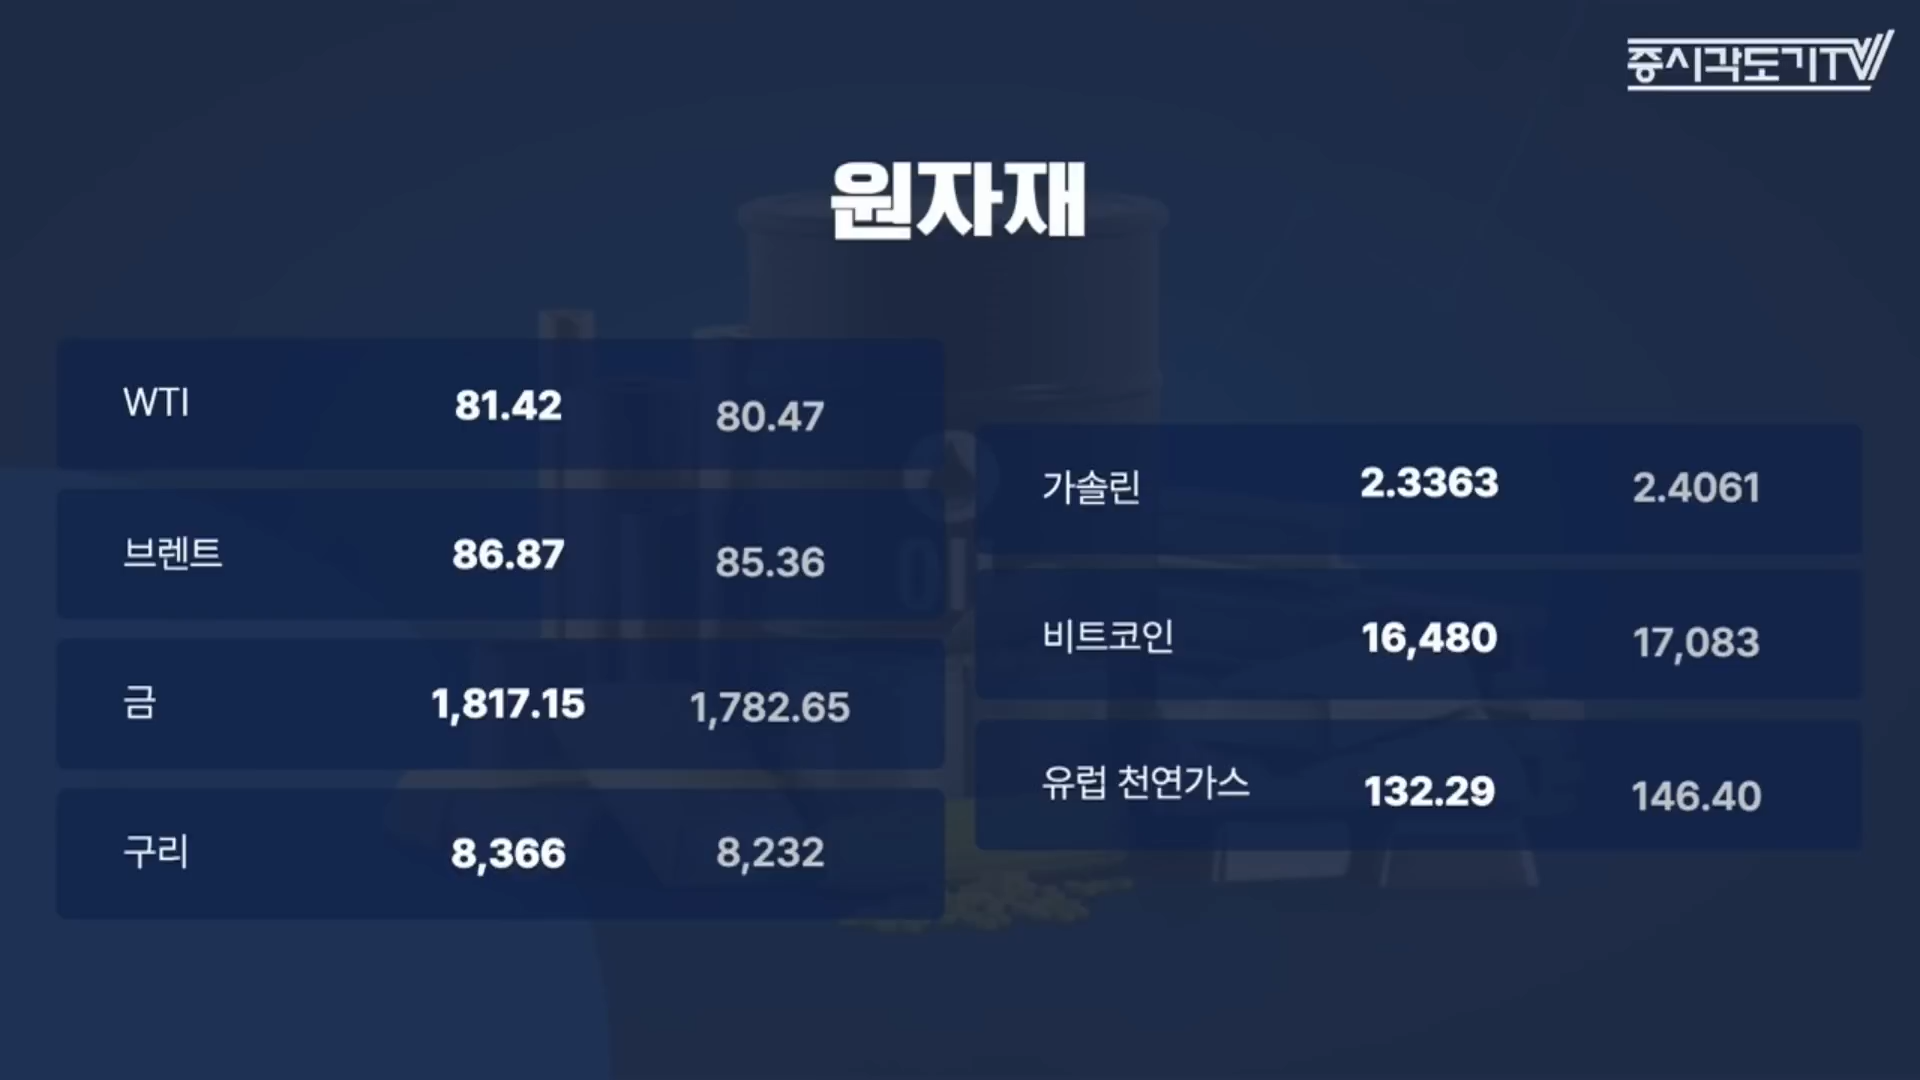 증시각도기TV
원자재
WTI 81.42 80.47
브렌트 86.87 85.36
금 1,817.15 1,782.65
구리 8,366 8,232
가솔린 2.3363 2.4061
비트코인 16,480 17,083
유럽 천연가스 132.29 146.40